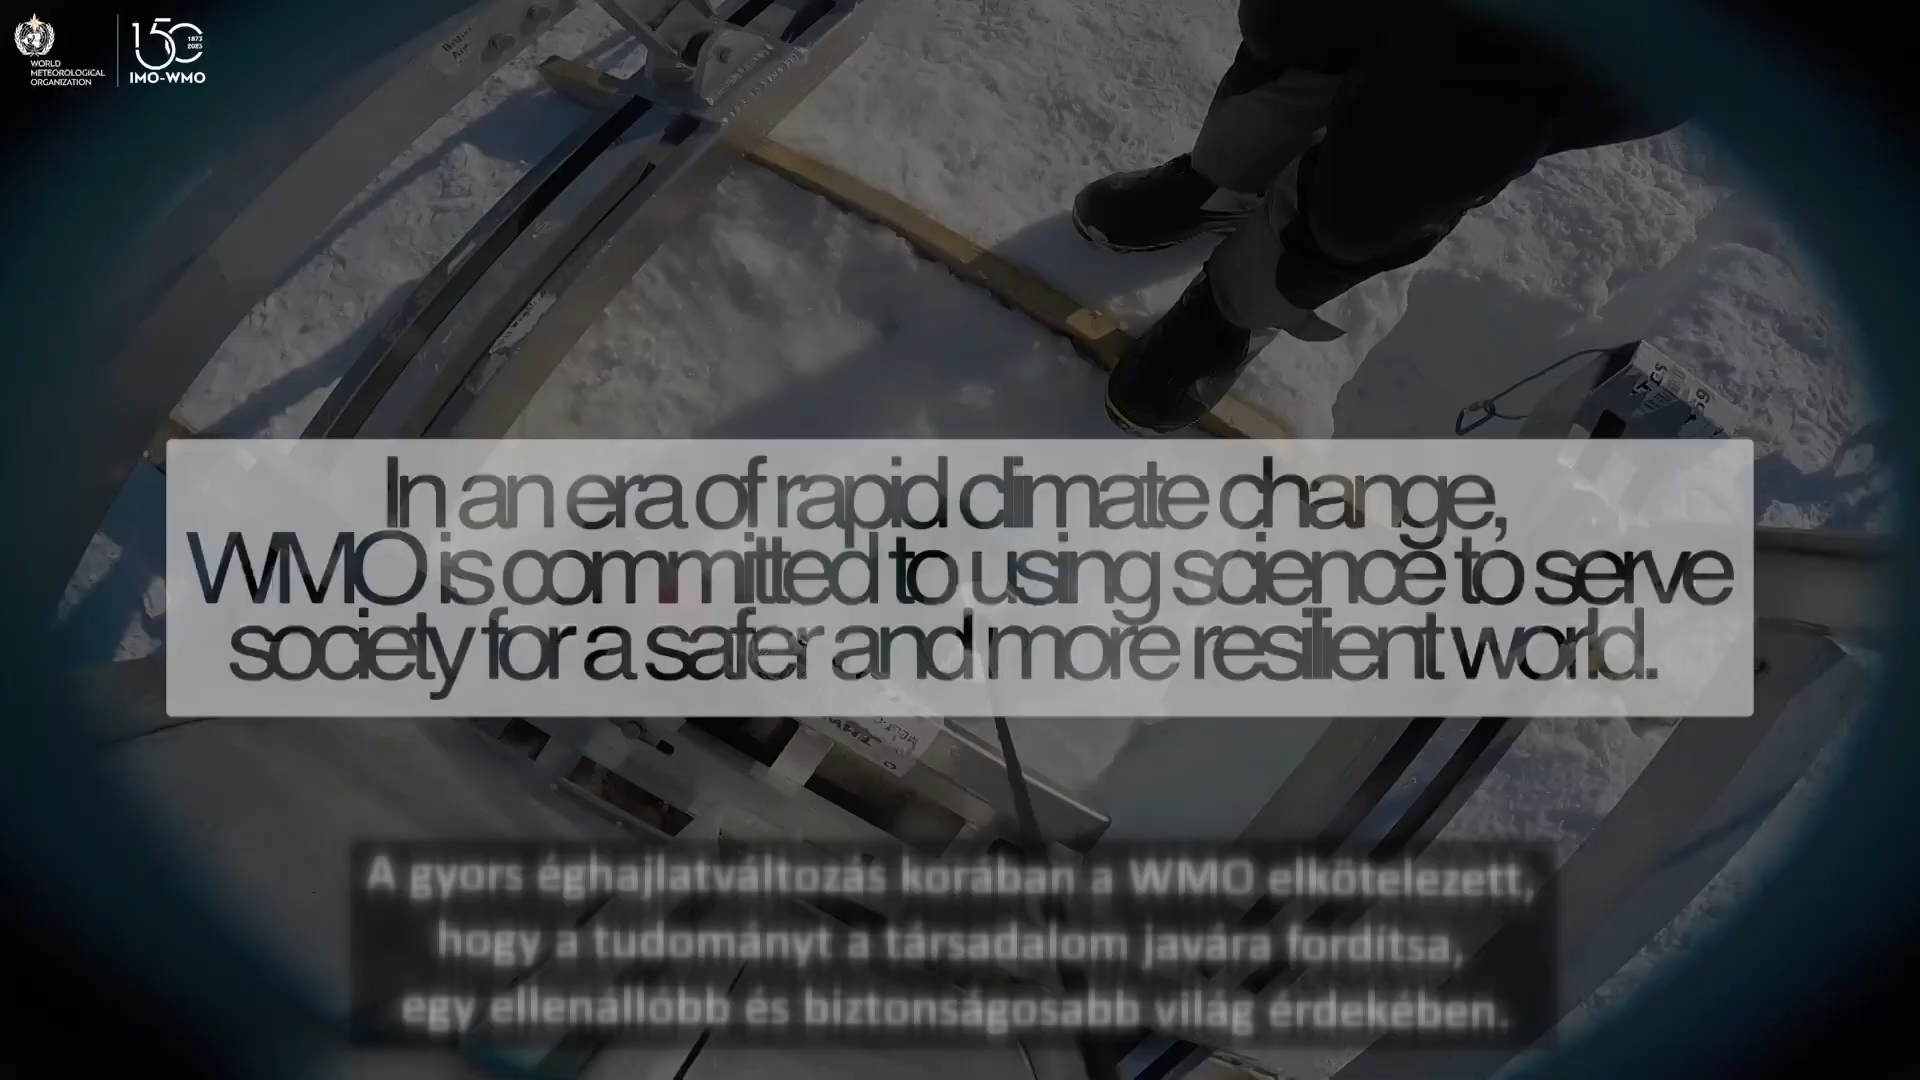 WORLD
METEOROLOGICAL
ORGANIZATION
150
1873
2023
IMO-WMO
In an era of rapid climate change,
WMO is committed to using science to serve
society for a safer and more resilient world.
A gyors éghajlatváltozás korában a WMO elkötelezett,
hogy a tudományt a társadalom javára fordítsa,
egy ellenállóbb és biztonságosabb világ érdekében.